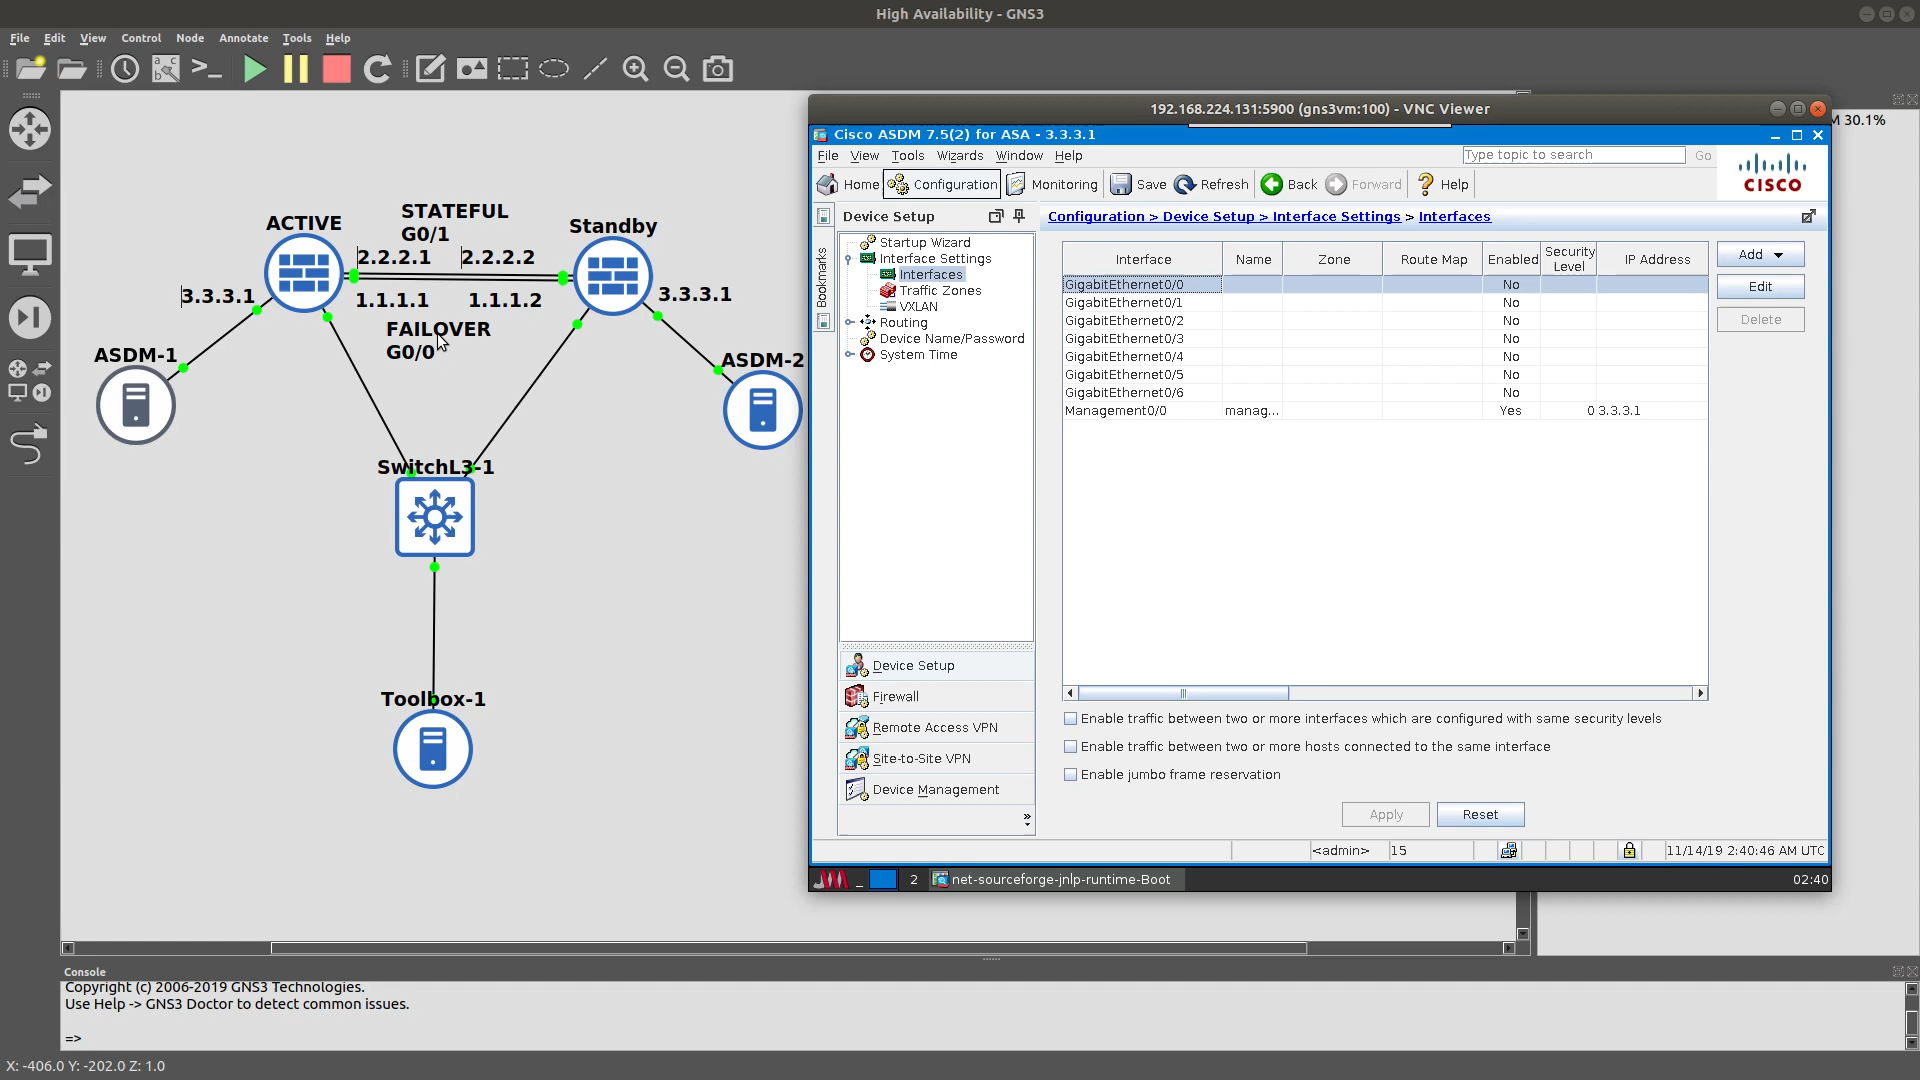 High Availability - GNS3
File Edit View Control Node Annotate Tools Help
ACTIVE
STATEFUL
G0/1
Standby
2.2.2.1 2.2.2.2
3.3.3.1
1.1.1.1 1.1.1.2
3.3.3.1
FAILOVER
G0/0
ASDM-1
ASDM-2
SwitchL3-1
Toolbox-1
M 30.1%
192.168.224.131:5900 (gns3vm:100) - VNC Viewer
Cisco ASDM 7.5(2) for ASA - 3.3.3.1
File View Tools Wizards Window Help
Type topic to search Go
CISCO
Home Configuration Monitoring Save Refresh Back Forward Help
Bookmarks
Device Setup
Startup Wizard
Interface Settings
Interfaces
Traffic Zones
VXLAN
Routing
Device Name/Password
System Time
Device Setup
Firewall
Remote Access VPN
Site-to-Site VPN
Device Management
»
Configuration > Device Setup > Interface Settings > Interfaces
Interface Name Zone Route Map Enabled Security Level IP Address
GigabitEthernet0/0 No
GigabitEthernet0/1 No
GigabitEthernet0/2 No
GigabitEthernet0/3 No
GigabitEthernet0/4 No
GigabitEthernet0/5 No
GigabitEthernet0/6 No
Management0/0 manag... Yes 0 3.3.3.1
Add
Edit
Delete
Enable traffic between two or more interfaces which are configured with same security levels
Enable traffic between two or more hosts connected to the same interface
Enable jumbo frame reservation
Apply Reset
<admin> 15 11/14/19 2:40:46 AM UTC
_ 2 net-sourceforge-jnlp-runtime-Boot 02:40
Console
Copyright (c) 2006-2019 GNS3 Technologies.
Use Help -> GNS3 Doctor to detect common issues.
=>
X: -406.0 Y: -202.0 Z: 1.0